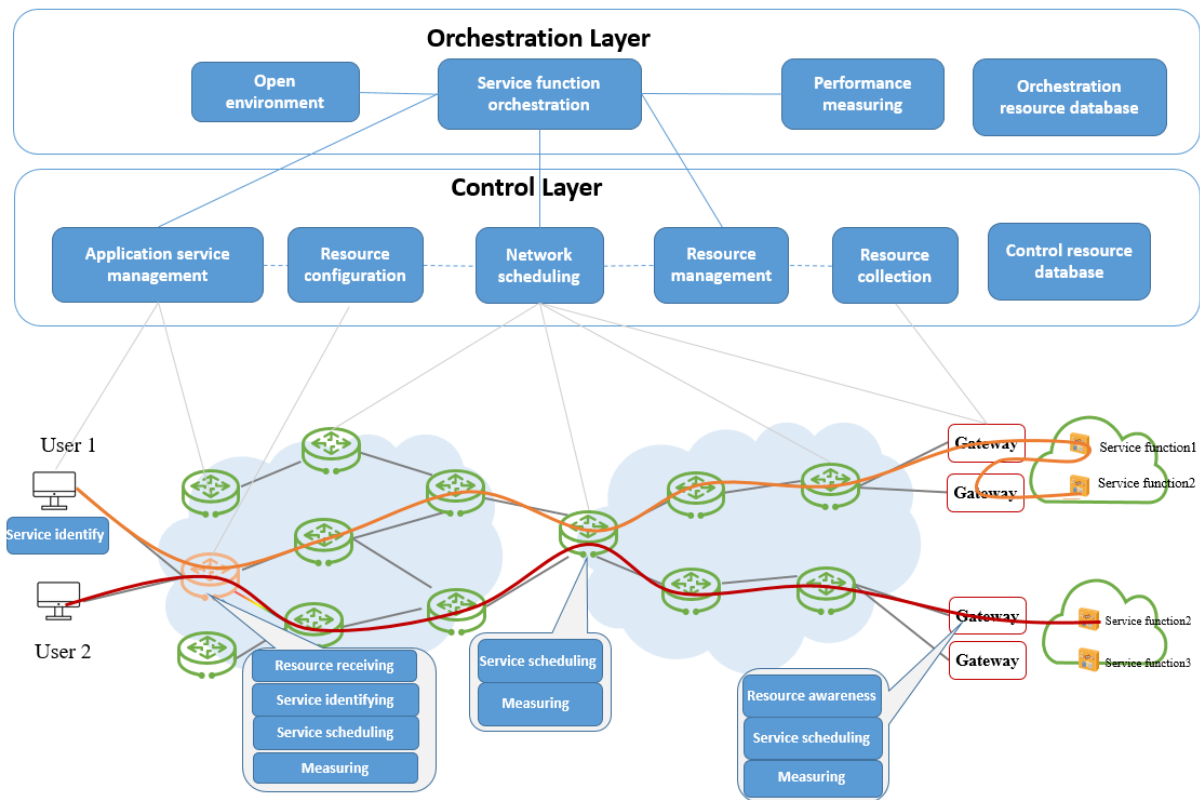 Orchestration Layer
Open
environment
Service function
orchestration
Performance
measuring
Orchestration
resource database
Control Layer
Application service
management
Resource
configuration
Network
scheduling
Resource
management
Resource
collection
Control resource
database
User 1
Service identify
User 2
Gateway
Gateway
Service function1
Service function2
Gateway
Gateway
Service function2
Service function3
Resource receiving
Service identifying
Service scheduling
Measuring
Service scheduling
Measuring
Resource awareness
Service scheduling
Measuring